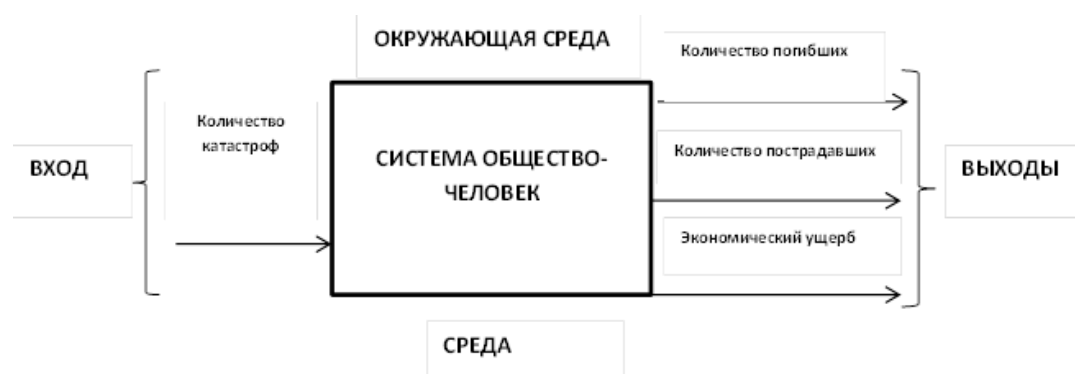 ОКРУЖАЮЩАЯ СРЕДА
Количество погибших
Количество
катастроф
ВХОД
СИСТЕМА ОБЩЕСТВО-
ЧЕЛОВЕК
Количество пострадавших
ВЫХОДЫ
Экономический ущерб
СРЕДА